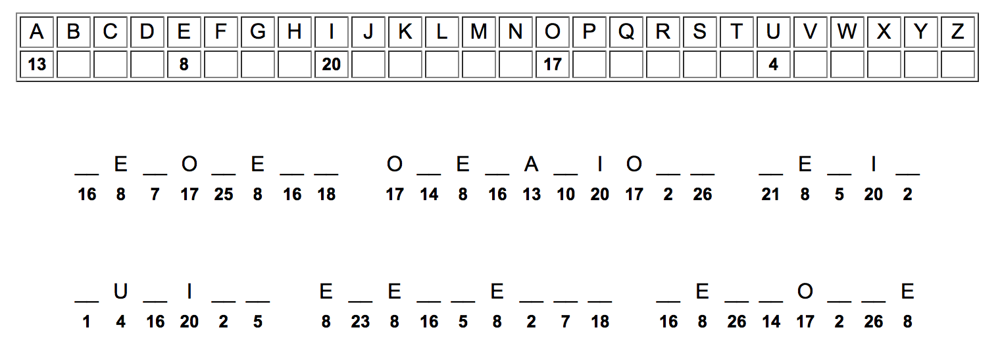 A B C D E F G H I J K L M N O P Q R S T U V W X Y Z
13 8 20 17 4
__ E __ O __ E __ __ O __ E __ A __ I O __ __ __ E __ I __
16 8 7 17 25 8 16 18 17 14 8 16 13 10 20 17 2 26 21 8 5 20 2
__ U __ I __ __ E __ E __ __ E __ __ __ __ E __ __ O __ __ E
1 4 16 20 2 5 8 23 8 16 5 8 2 7 18 16 8 26 14 17 2 26 8